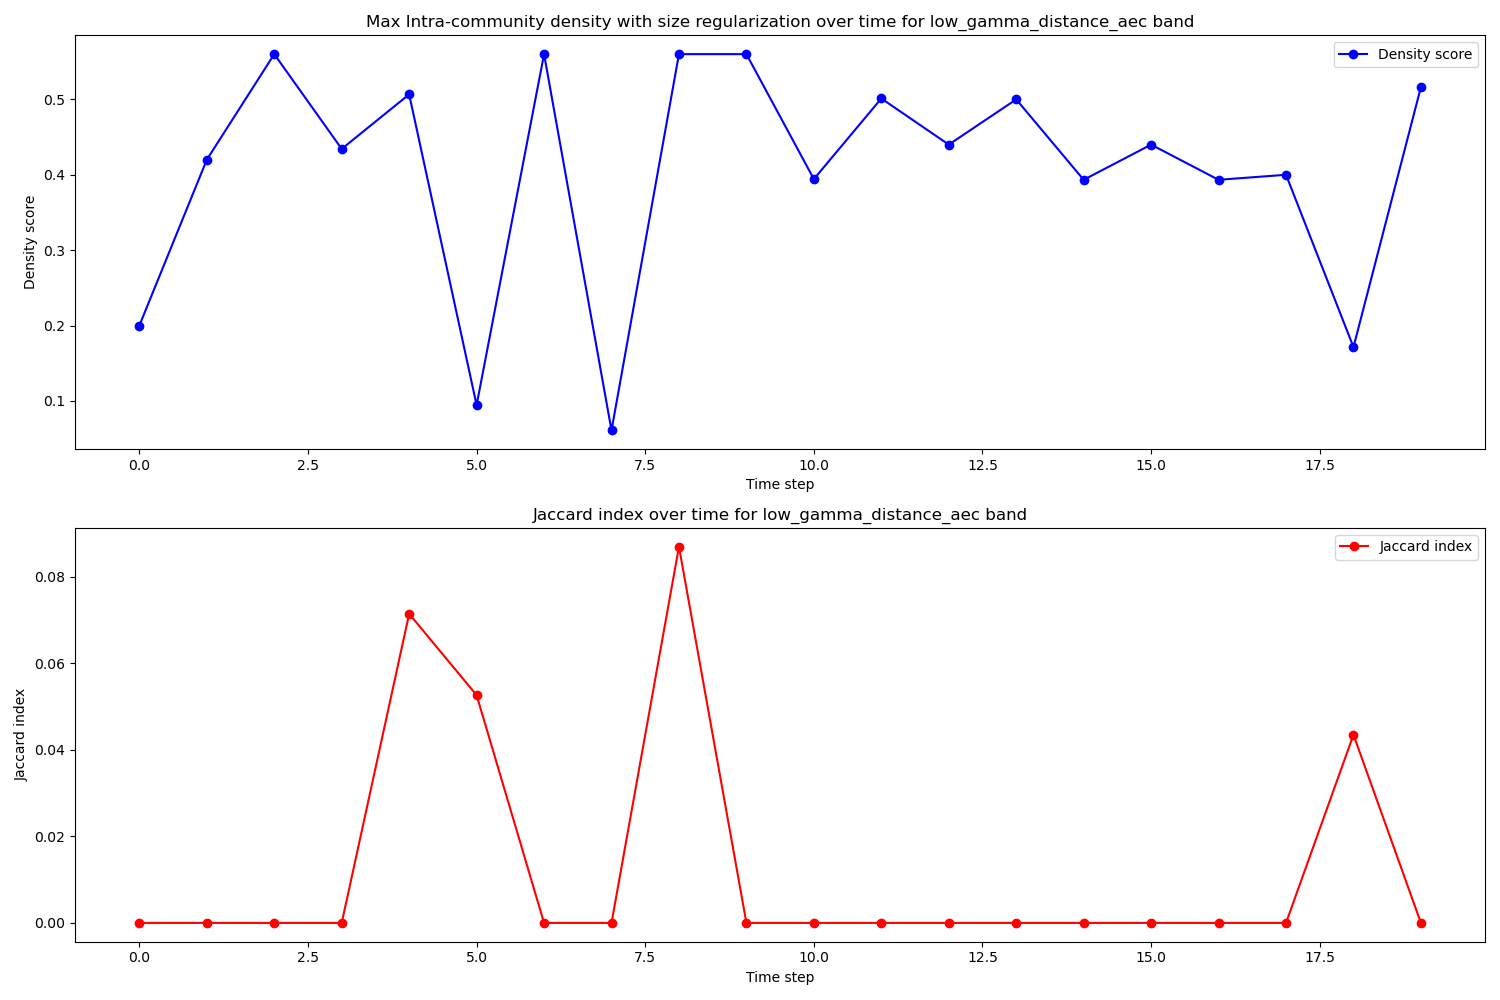 Max Intra-community density with size regularization over time for low_gamma_distance_aec band
Density score
0.5
0.4
0.3
0.2
0.1
Density score
0.0 2.5 5.0 7.5 10.0 12.5 15.0 17.5
Time step
Jaccard index over time for low_gamma_distance_aec band
Jaccard index
0.08
0.06
0.04
0.02
0.00
Jaccard index
0.0 2.5 5.0 7.5 10.0 12.5 15.0 17.5
Time step